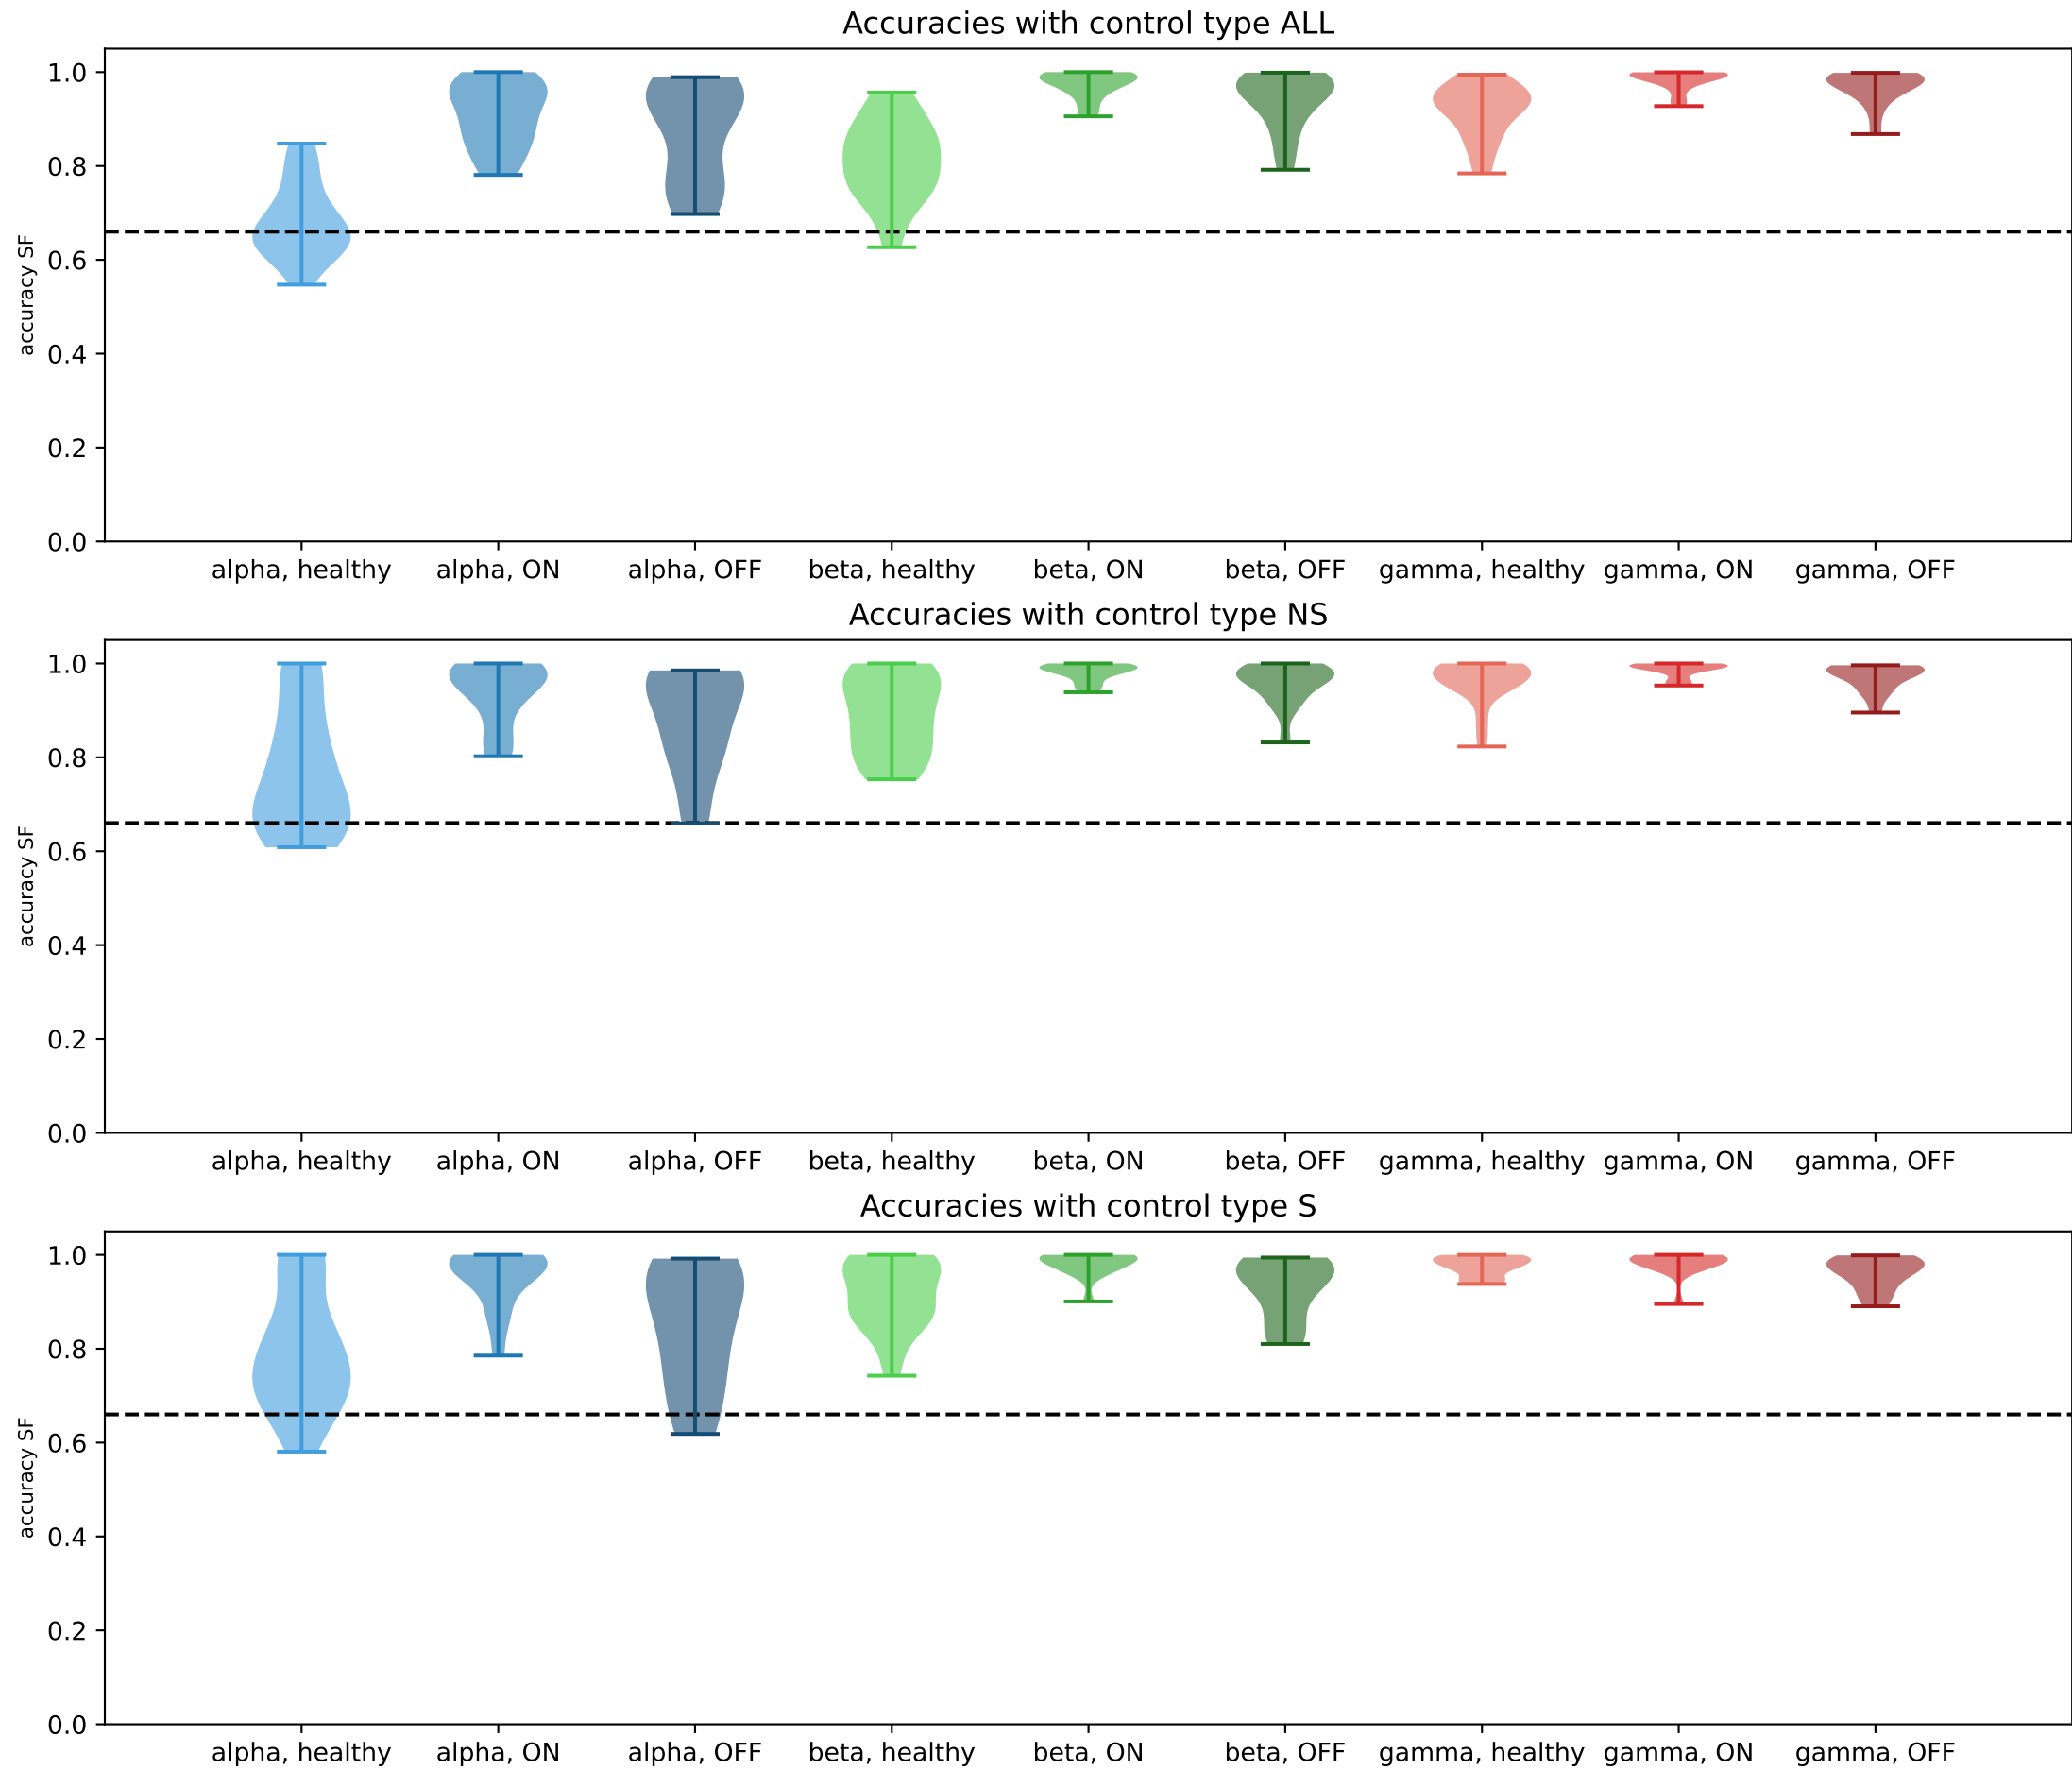 Accuracies with control type ALL
accuracy SF
1.0
0.8
0.6
0.4
0.2
0.0
alpha, healthy alpha, ON alpha, OFF beta, healthy beta, ON beta, OFF gamma, healthy gamma, ON gamma, OFF
Accuracies with control type NS
accuracy SF
1.0
0.8
0.6
0.4
0.2
0.0
alpha, healthy alpha, ON alpha, OFF beta, healthy beta, ON beta, OFF gamma, healthy gamma, ON gamma, OFF
Accuracies with control type S
accuracy SF
1.0
0.8
0.6
0.4
0.2
0.0
alpha, healthy alpha, ON alpha, OFF beta, healthy beta, ON beta, OFF gamma, healthy gamma, ON gamma, OFF